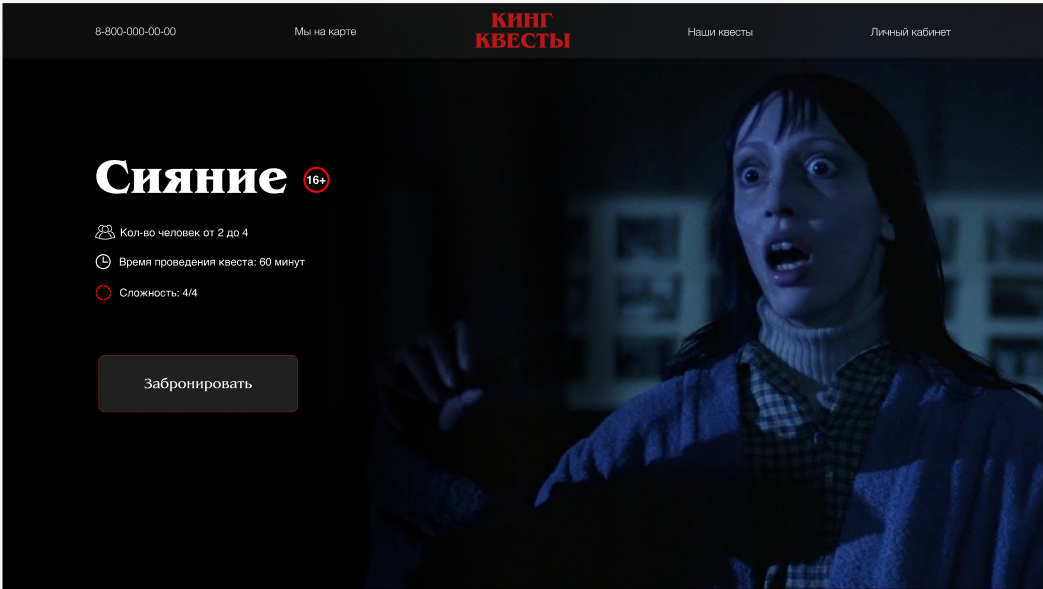 8-800-000-00-00
Мы на карте
КИНГ
КВЕСТЫ
Наши квесты
Личный кабинет
Сияние 16+
Кол-во человек от 2 до 4
Время проведения квеста: 60 минут
Сложность: 4/4
Забронировать